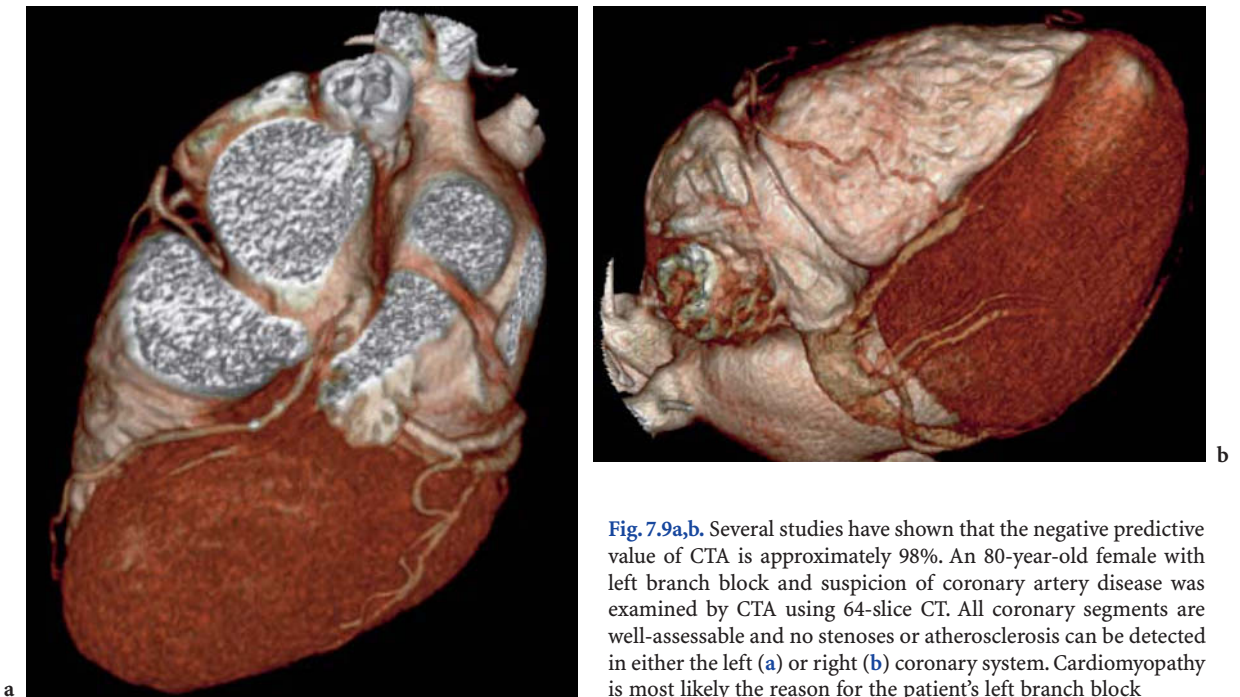 a
b
Fig. 7.9a,b. Several studies have shown that the negative predictive
value of CTA is approximately 98%. An 80-year-old female with
left branch block and suspicion of coronary artery disease was
examined by CTA using 64-slice CT. All coronary segments are
well-assessable and no stenoses or atherosclerosis can be detected
in either the left (a) or right (b) coronary system. Cardiomyopathy
is most likely the reason for the patient's left branch block